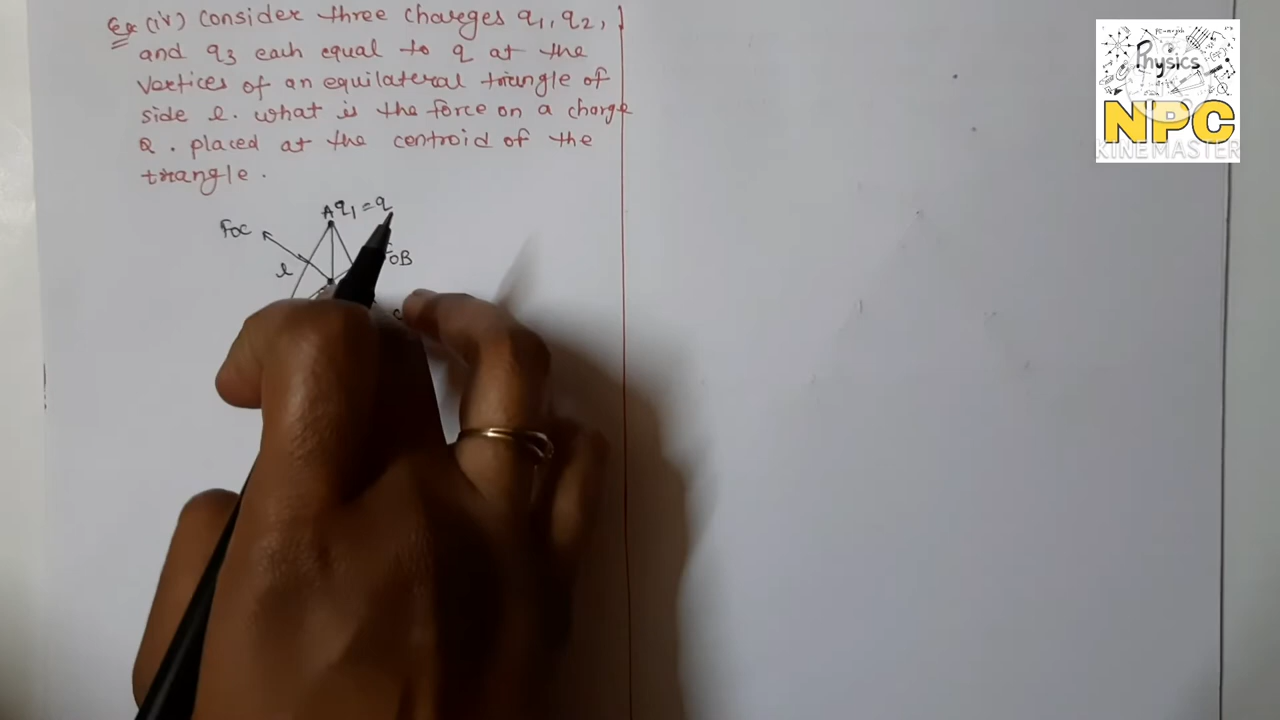 Ex (iv) Consider three charges q1, q2,
and q3 each equal to q at the
vertices of an equilateral triangle of
side l. what is the force on a charge
Q. placed at the centroid of the
triangle.
A q1 = q
FOC
OB
l
Physics
NPC
KINEMASTER